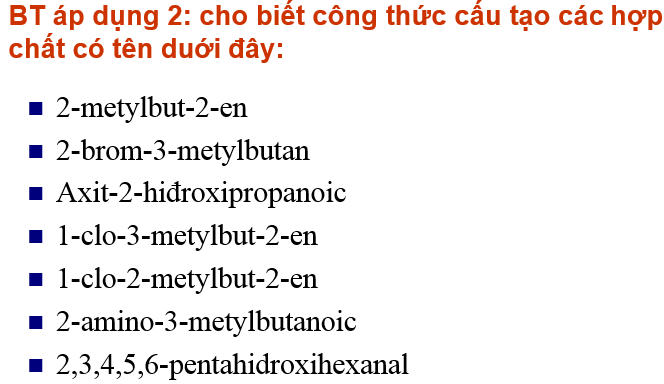 BT áp dụng 2: cho biết công thức cấu tạo các hợp
chất có tên duới đây:
2-metylbut-2-en
2-brom-3-metylbutan
Axit-2-hiđroxipropanoic
1-clo-3-metylbut-2-en
1-clo-2-metylbut-2-en
2-amino-3-metylbutanoic
2,3,4,5,6-pentahidroxihexanal